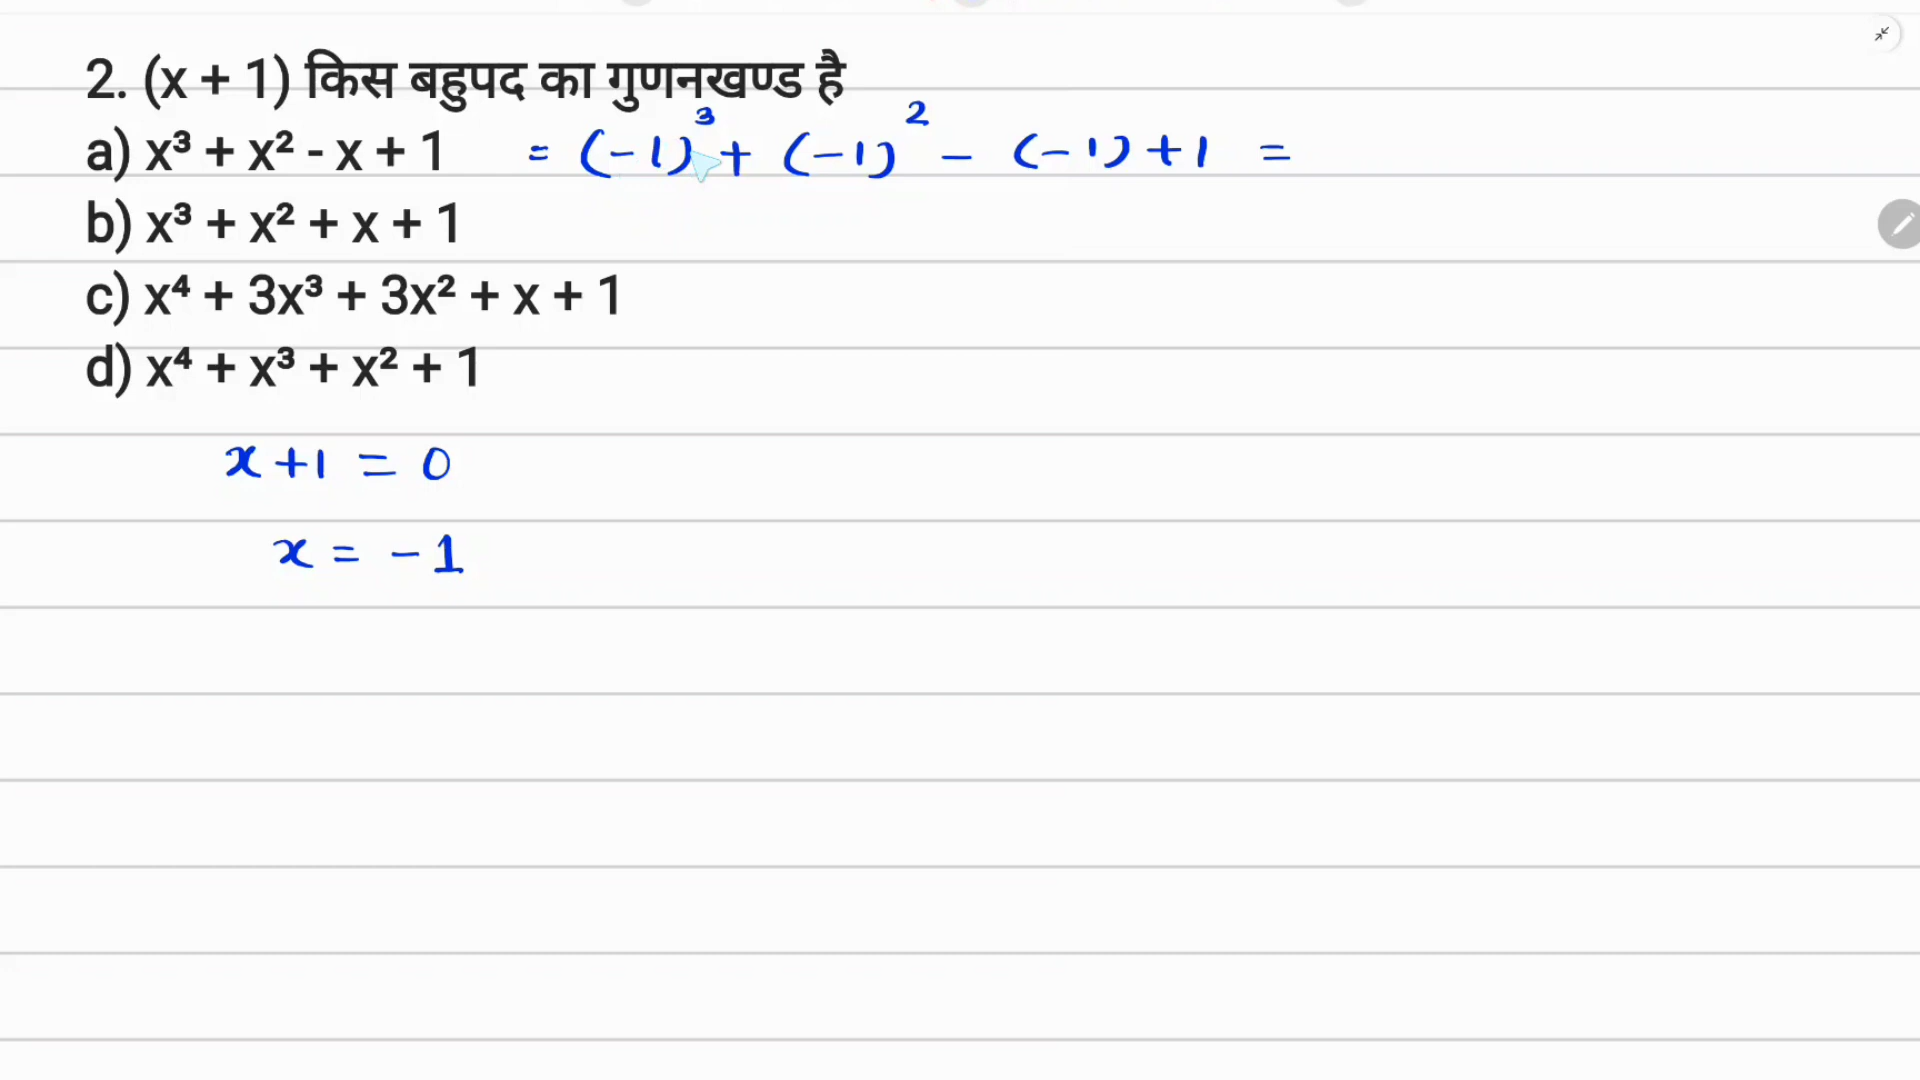 2. (x + 1) किस बहुपद का गुणनखण्ड है
a) x³ + x² - x + 1 = (-1)³ + (-1)² - (-1) + 1 =
b) x³ + x² + x + 1
c) x⁴ + 3x³ + 3x² + x + 1
d) x⁴ + x³ + x² + 1
x + 1 = 0
x = - 1